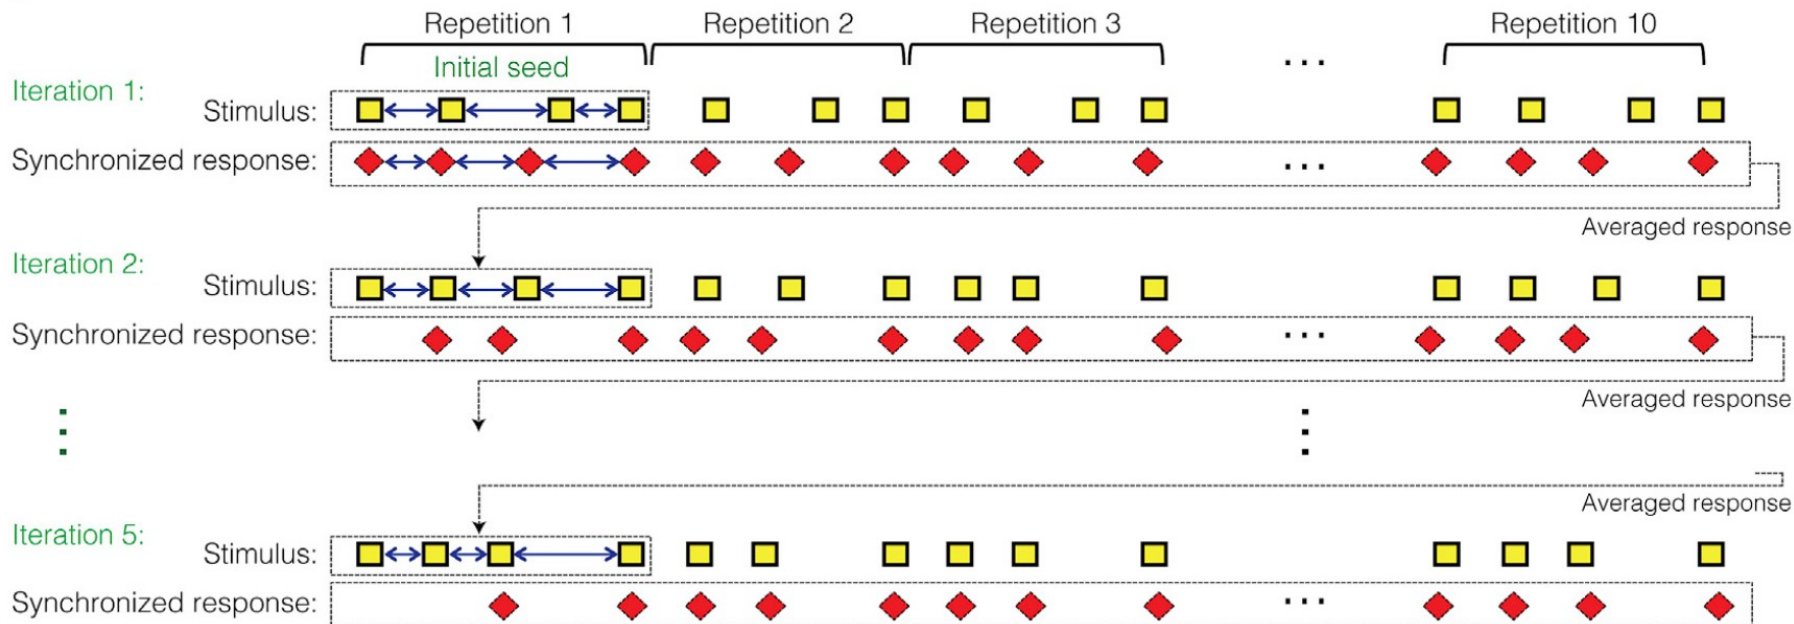 Repetition 1 Repetition 2 Repetition 3 ... Repetition 10
Initial seed
Iteration 1:
Stimulus:
Synchronized response: ...
Averaged response
Iteration 2:
Stimulus:
Synchronized response: ...
Averaged response
Averaged response
Iteration 5:
Stimulus:
Synchronized response: ...